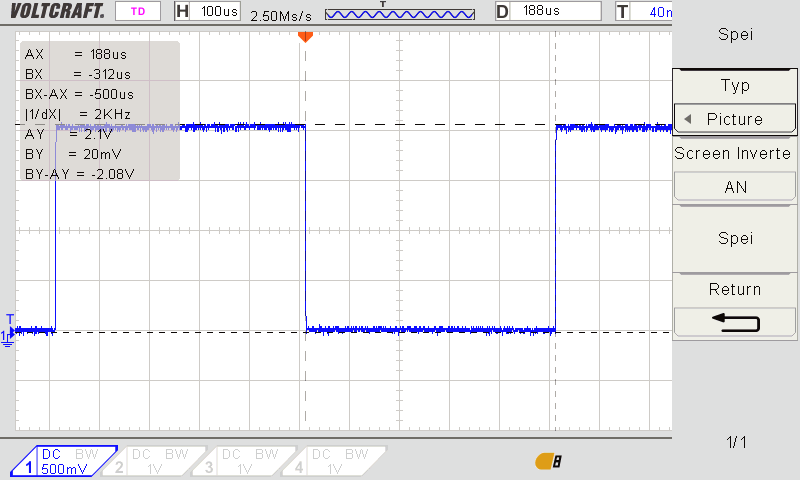 VOLTCRAFT. TD H 100us 2.50Ms/s T D 188us T 40n
AX = 188us
BX = -312us
BX-AX = -500us
|1/dX| = 2KHz
AY = 2.1V
BY = 20mV
BY-AY = -2.08V
T
1
Spei
Typ
Picture
Screen Inverte
AN
Spei
Return
1/1
1 DC BW 500mV
2 DC BW 1V
3 DC BW 1V
4 DC BW 1V
8